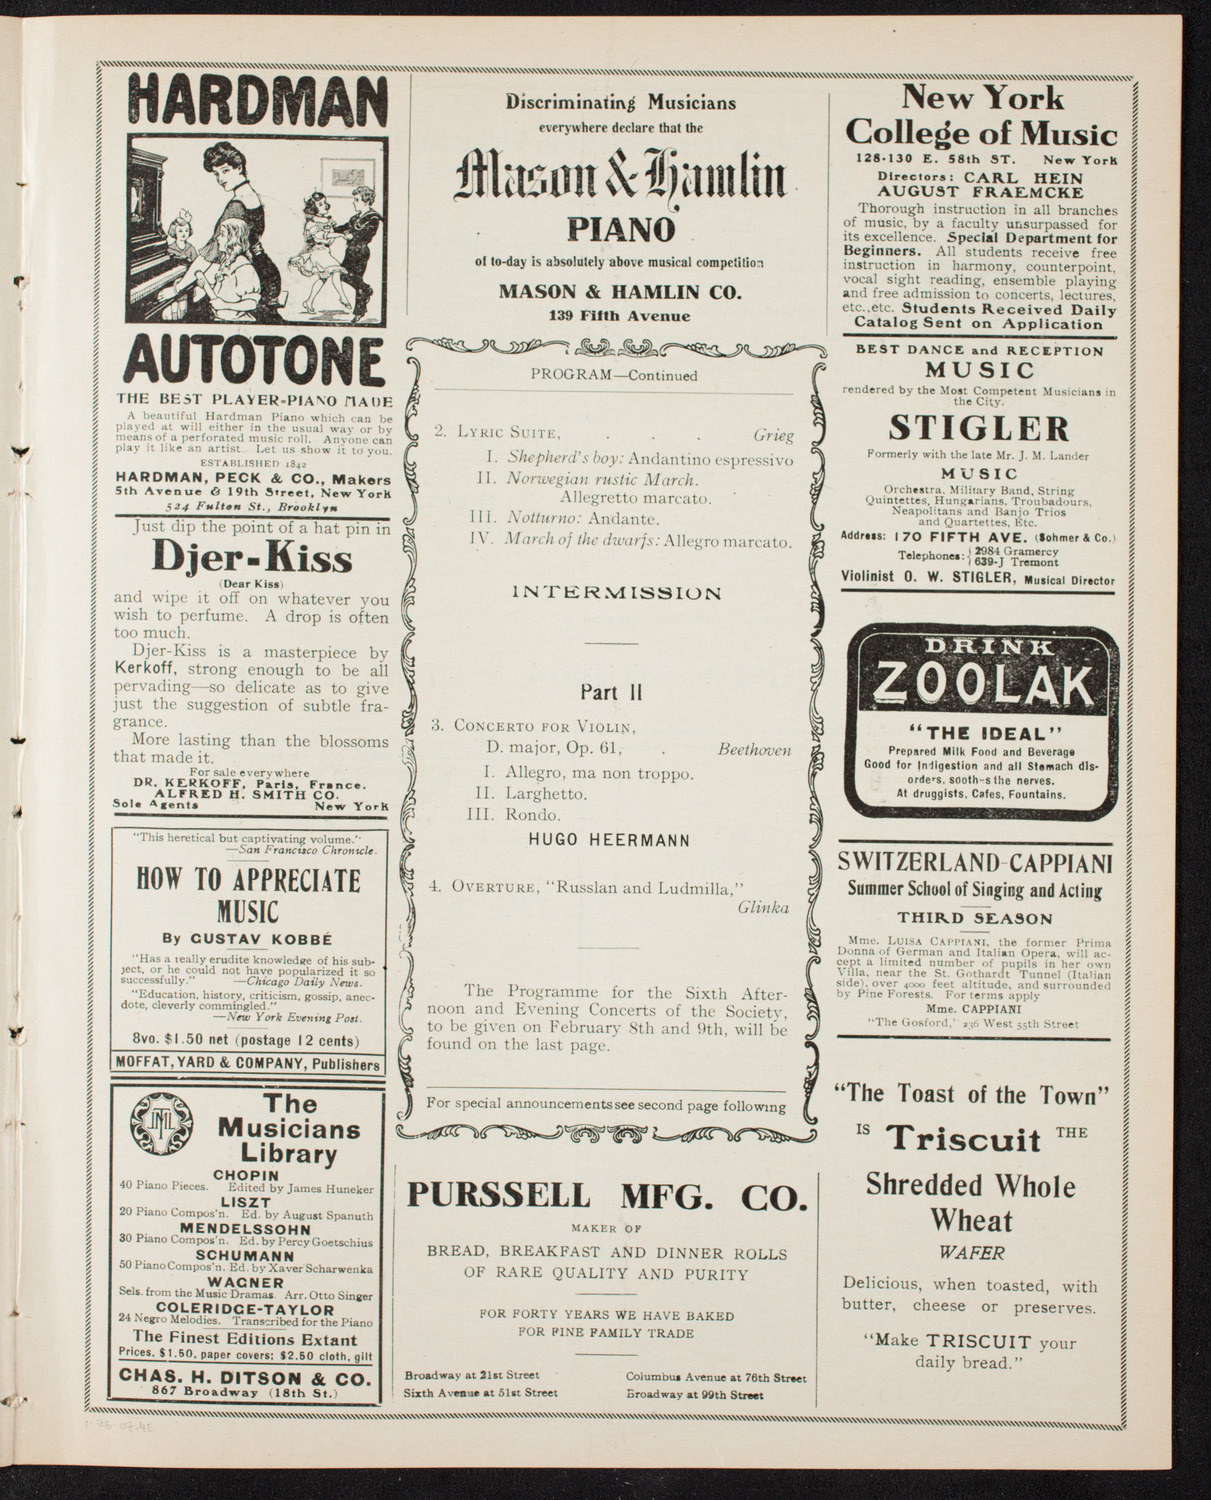 HARDMAN
AUTOTONE
THE BEST PLAYER-PIANO MADE
A beautiful Hardman Piano which can be
played at will either in the usual way or by
means of a perforated music roll. Anyone can
play it like an artist. Let us show it to you.
ESTABLISHED 1842
HARDMAN, PECK & CO., Makers
5th Avenue & 19th Street, New York
524 Fulton St., Brooklyn
Just dip the point of a hat pin in
Djer-Kiss
(Dear Kiss)
and wipe it off on whatever you
wish to perfume. A drop is often
too much.
Djer-Kiss is a masterpiece by
Kerkoff, strong enough to be all
pervading—so delicate as to give
just the suggestion of subtle fra-
grance.
More lasting than the blossoms
that made it.
For sale everywhere
DR. KERKOFF, Paris, France.
ALFRED H. SMITH CO.
Sole Agents New York
"This heretical but captivating volume."
—San Francisco Chronicle.
HOW TO APPRECIATE
MUSIC
By GUSTAV KOBBÉ
"Has a really erudite knowledge of his sub-
ject, or he could not have popularized it so
successfully." —Chicago Daily News.
"Education, history, criticism, gossip, anec-
dote, cleverly commingled."
—New York Evening Post.
8vo. $1.50 net (postage 12 cents)
MOFFAT, YARD & COMPANY, Publishers
The
Musicians
Library
CHOPIN
40 Piano Pieces. Edited by James Huneker
LISZT
20 Piano Compos'n. Ed. by August Spanuth
MENDELSSOHN
30 Piano Compos'n. Ed. by Percy Goetschius
SCHUMANN
50 Piano Compos'n. Ed. by Xaver Scharwenka
WAGNER
Sels. from the Music Dramas. Arr. Otto Singer
COLERIDGE-TAYLOR
24 Negro Melodies. Transcribed for the Piano
The Finest Editions Extant
Prices, $1.50, paper covers; $2.50 cloth, gilt
CHAS. H. DITSON & CO.
867 Broadway (18th St.)
Discriminating Musicians
everywhere declare that the
Mason & Hamlin
PIANO
of to-day is absolutely above musical competition
MASON & HAMLIN CO.
139 Fifth Avenue
PROGRAM—Continued
2. LYRIC SUITE, . . . Grieg
I. Shepherd's boy: Andantino espressivo
II. Norwegian rustic March.
Allegretto marcato.
III. Notturno: Andante.
IV. March of the dwarfs: Allegro marcato.
INTERMISSION
Part II
3. CONCERTO FOR VIOLIN,
D. major, Op. 61, . Beethoven
I. Allegro, ma non troppo.
II. Larghetto.
III. Rondo.
HUGO HEERMANN
4. OVERTURE, "Russlan and Ludmilla,"
Glinka
The Programme for the Sixth After-
noon and Evening Concerts of the Society,
to be given on February 8th and 9th, will be
found on the last page.
For special announcements see second page following
PURSSELL MFG. CO.
MAKER OF
BREAD, BREAKFAST AND DINNER ROLLS
OF RARE QUALITY AND PURITY
FOR FORTY YEARS WE HAVE BAKED
FOR FINE FAMILY TRADE
Broadway at 21st Street Columbus Avenue at 76th Street
Sixth Avenue at 51st Street Broadway at 99th Street
New York
College of Music
128-130 E. 58th ST. New York
Directors: CARL HEIN
AUGUST FRAEMCKE
Thorough instruction in all branches
of music, by a faculty unsurpassed for
its excellence. Special Department for
Beginners. All students receive free
instruction in harmony, counterpoint,
vocal sight reading, ensemble playing
and free admission to concerts, lectures,
etc., etc. Students Received Daily
Catalog Sent on Application
BEST DANCE and RECEPTION
MUSIC
rendered by the Most Competent Musicians in
the City.
STIGLER
Formerly with the late Mr. J. M. Lander
MUSIC
Orchestra, Military Band, String
Quintettes, Hungarians, Troubadours,
Neapolitans and Banjo Trios
and Quartettes, Etc.
Address: 170 FIFTH AVE. (Sohmer & Co.)
Telephones: { 2984 Gramercy
639-J Tremont
Violinist O. W. STIGLER, Musical Director
DRINK
ZOOLAK
"THE IDEAL"
Prepared Milk Food and Beverage
Good for Indigestion and all Stomach dis-
orders, sooth-s the nerves.
At druggists, Cafes, Fountains.
SWITZERLAND-CAPPIANI
Summer School of Singing and Acting
THIRD SEASON
Mme. LUISA CAPPIANI, the former Prima
Donna of German and Italian Opera, will ac-
cept a limited number of pupils in her own
Villa, near the St. Gothardt Tunnel (Italian
side), over 4000 feet altitude, and surrounded
by Pine Forests. For terms apply
Mme. CAPPIANI
"The Gosford," 236 West 55th Street
"The Toast of the Town"
IS Triscuit THE
Shredded Whole
Wheat
WAFER
Delicious, when toasted, with
butter, cheese or preserves.
"Make TRISCUIT your
daily bread."